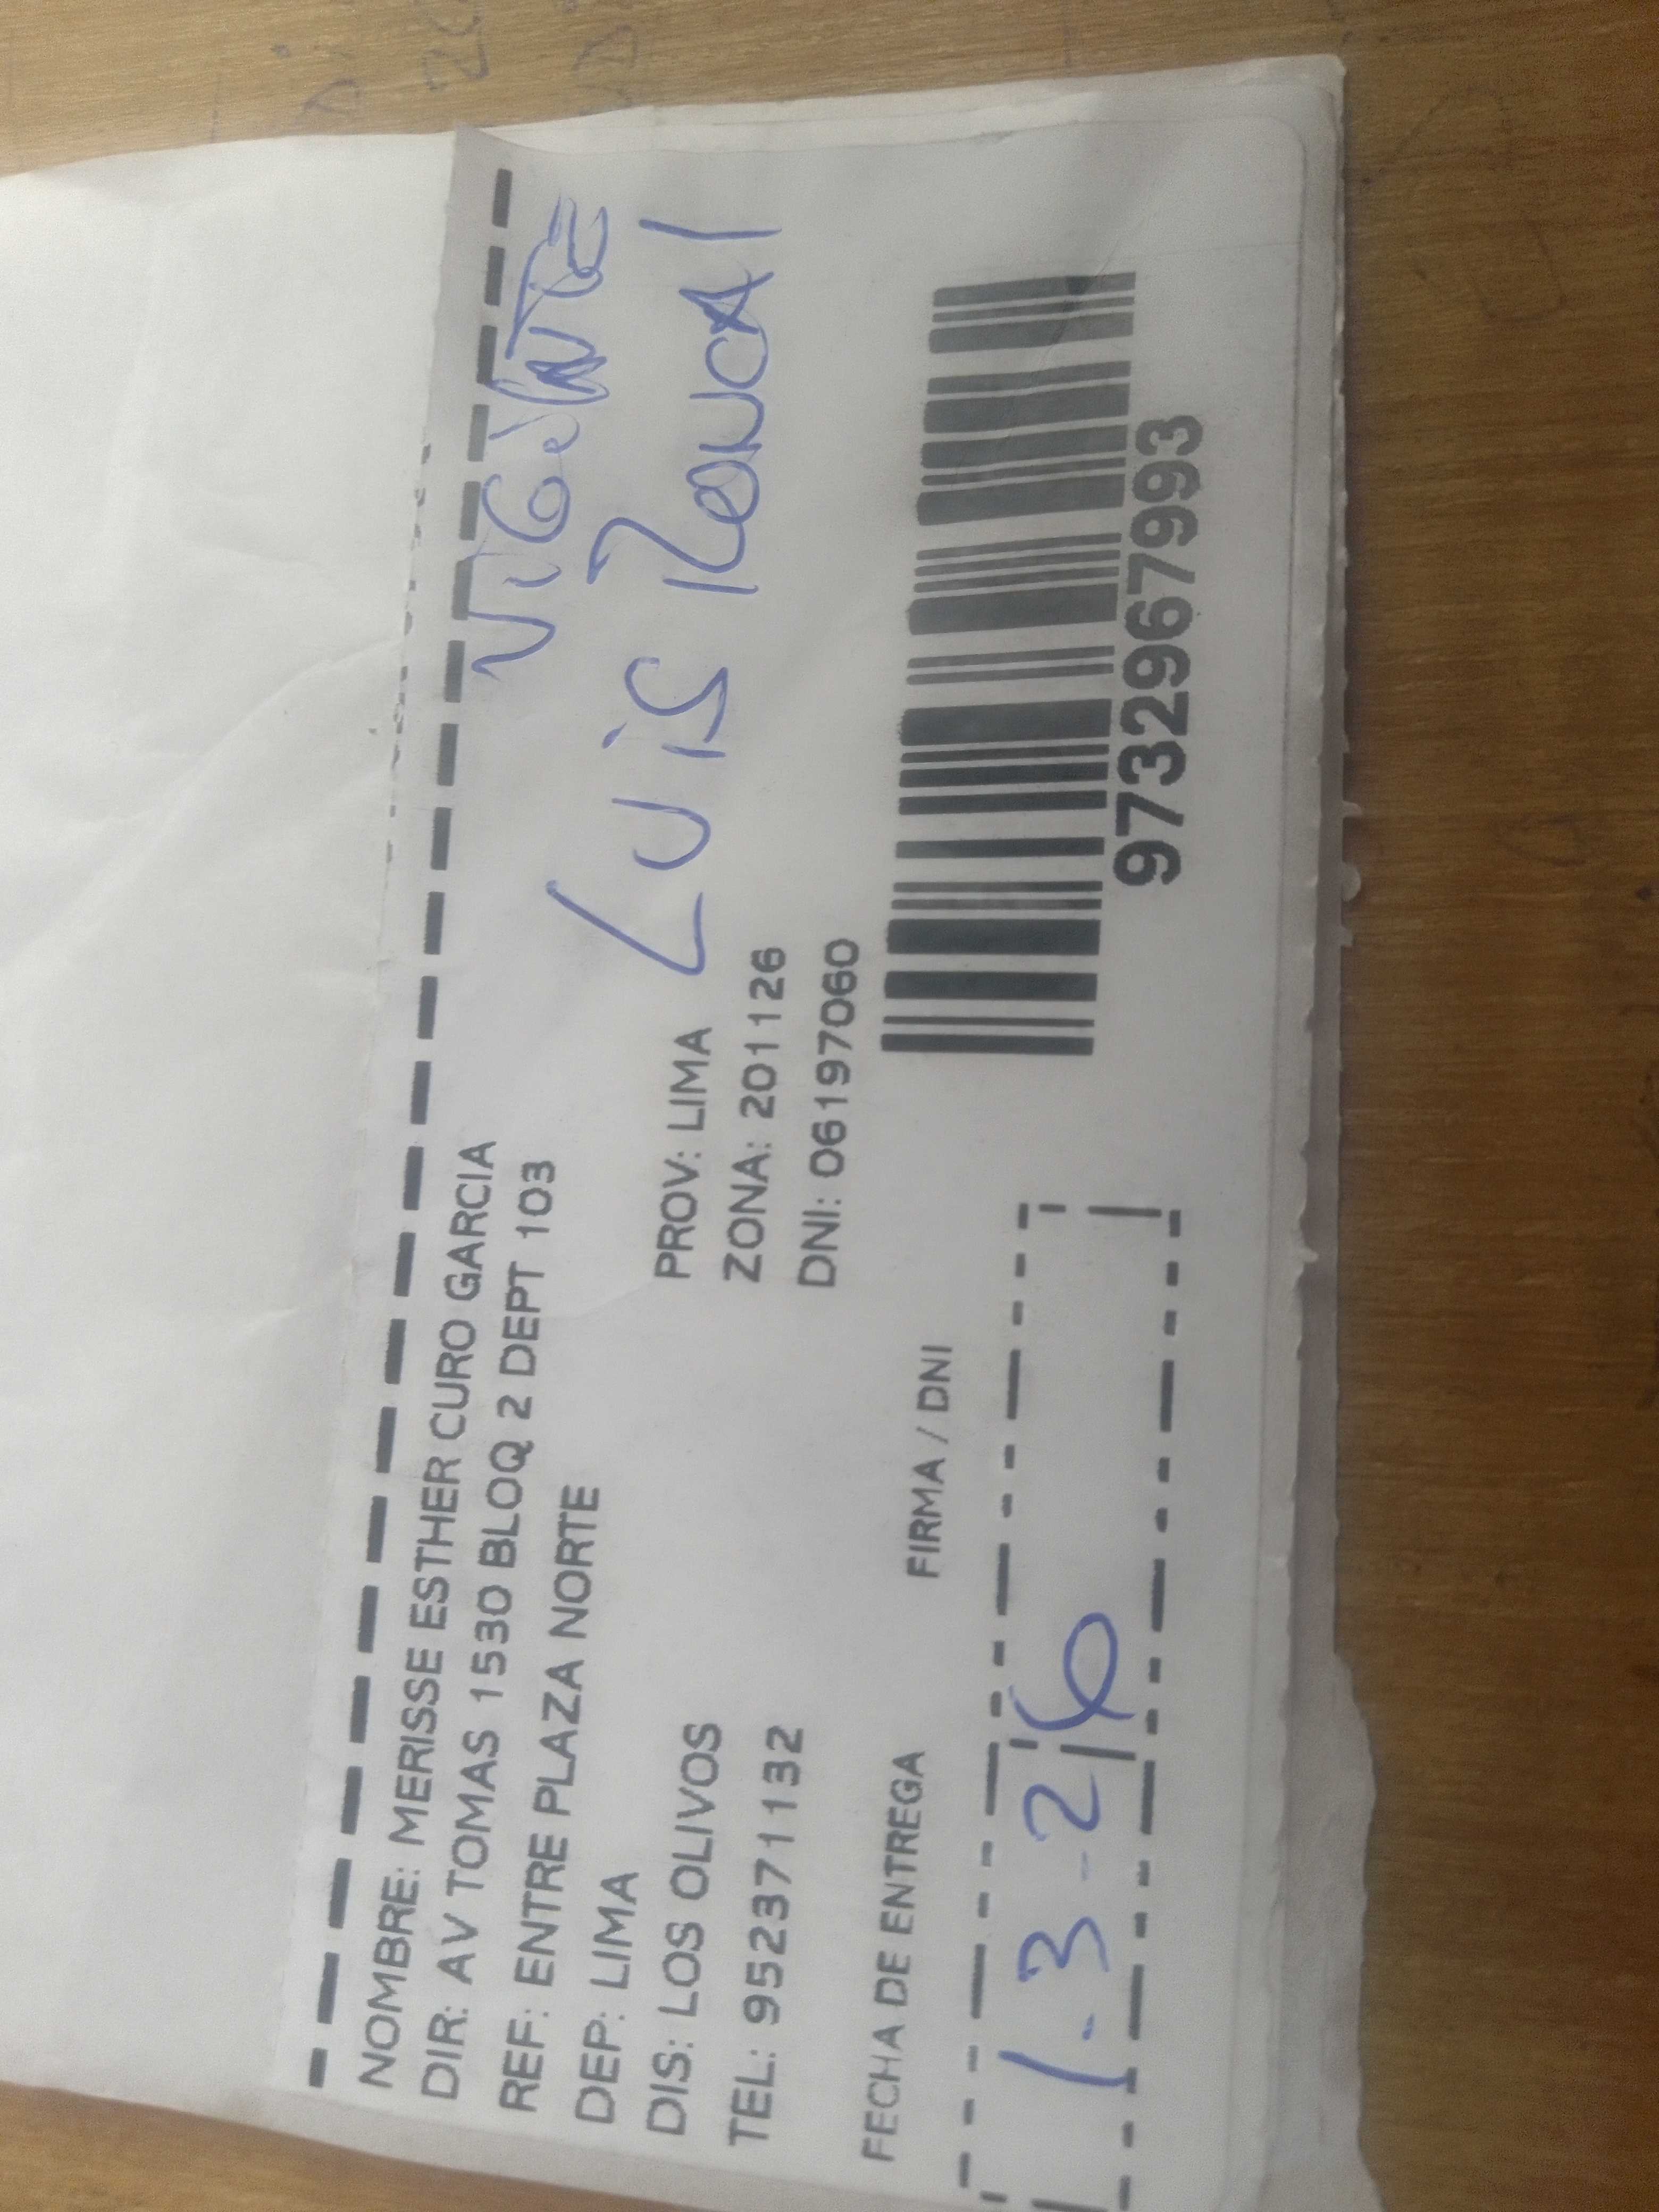 NOMBRE: MERISSE ESTHER CURO GARCIA
DIR: AV TOMAS 1530 BLOQ 2 DEPT 103
REF: ENTRE PLAZA NORTE
DEP: LIMA
PROV: LIMA
DIS: LOS OLIVOS
ZONA: 201126
TEL: 952371132
DNI: 06197060
VIGILANTE
Luis RONCAl
FECHA DE ENTREGA
FIRMA / DNI
1-3-26
9732967993